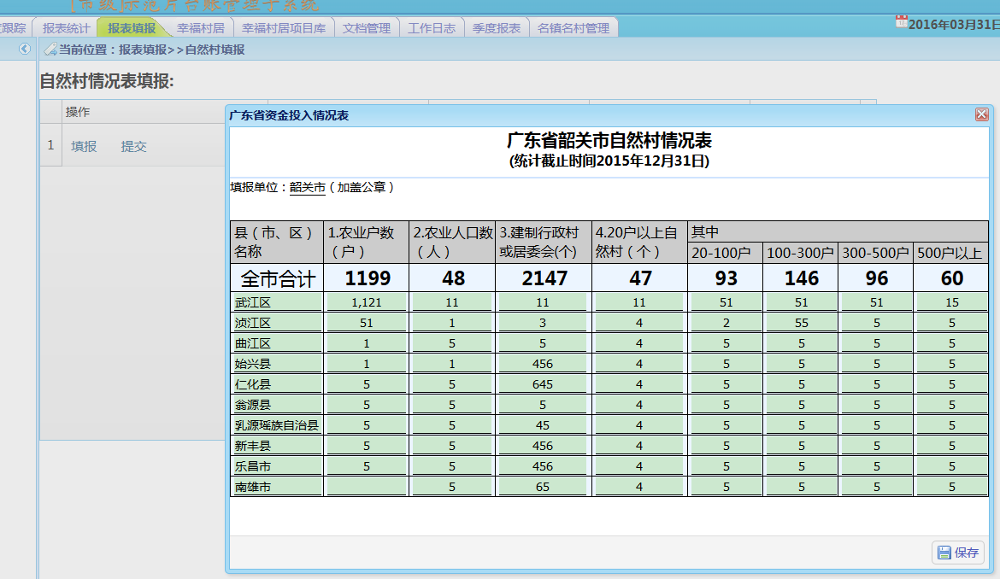 跟踪 报表统计 报表填报 幸福村居 幸福村居项目库 文档管理 工作日志 季度报表 名镇名村管理 2016年03月31日
当前位置：报表填报>>自然村情况表填报
自然村情况表填报:
操作
1 填报 提交
广东省资金投入情况表
广东省韶关市自然村情况表
(统计截止时间2015年12月31日)
填报单位：韶关市（加盖公章）
县（市、区）名称 1.农业户数（户） 2.农业人口数（人） 3.建制行政村或居委会(个) 4.20户以上自然村（个） 其中
20-100户 100-300户 300-500户 500户以上
全市合计 1199 48 2147 47 93 146 96 60
武江区 1,121 11 11 11 51 51 51 15
浈江区 51 1 3 4 2 55 5 5
曲江区 1 5 5 4 5 5 5 5
始兴县 1 1 456 4 5 5 5 5
仁化县 5 5 645 4 5 5 5 5
翁源县 5 5 5 4 5 5 5 5
乳源瑶族自治县 5 5 45 4 5 5 5 5
新丰县 5 5 456 4 5 5 5 5
乐昌市 5 5 456 4 5 5 5 5
南雄市 5 65 4 5 5 5 5
保存